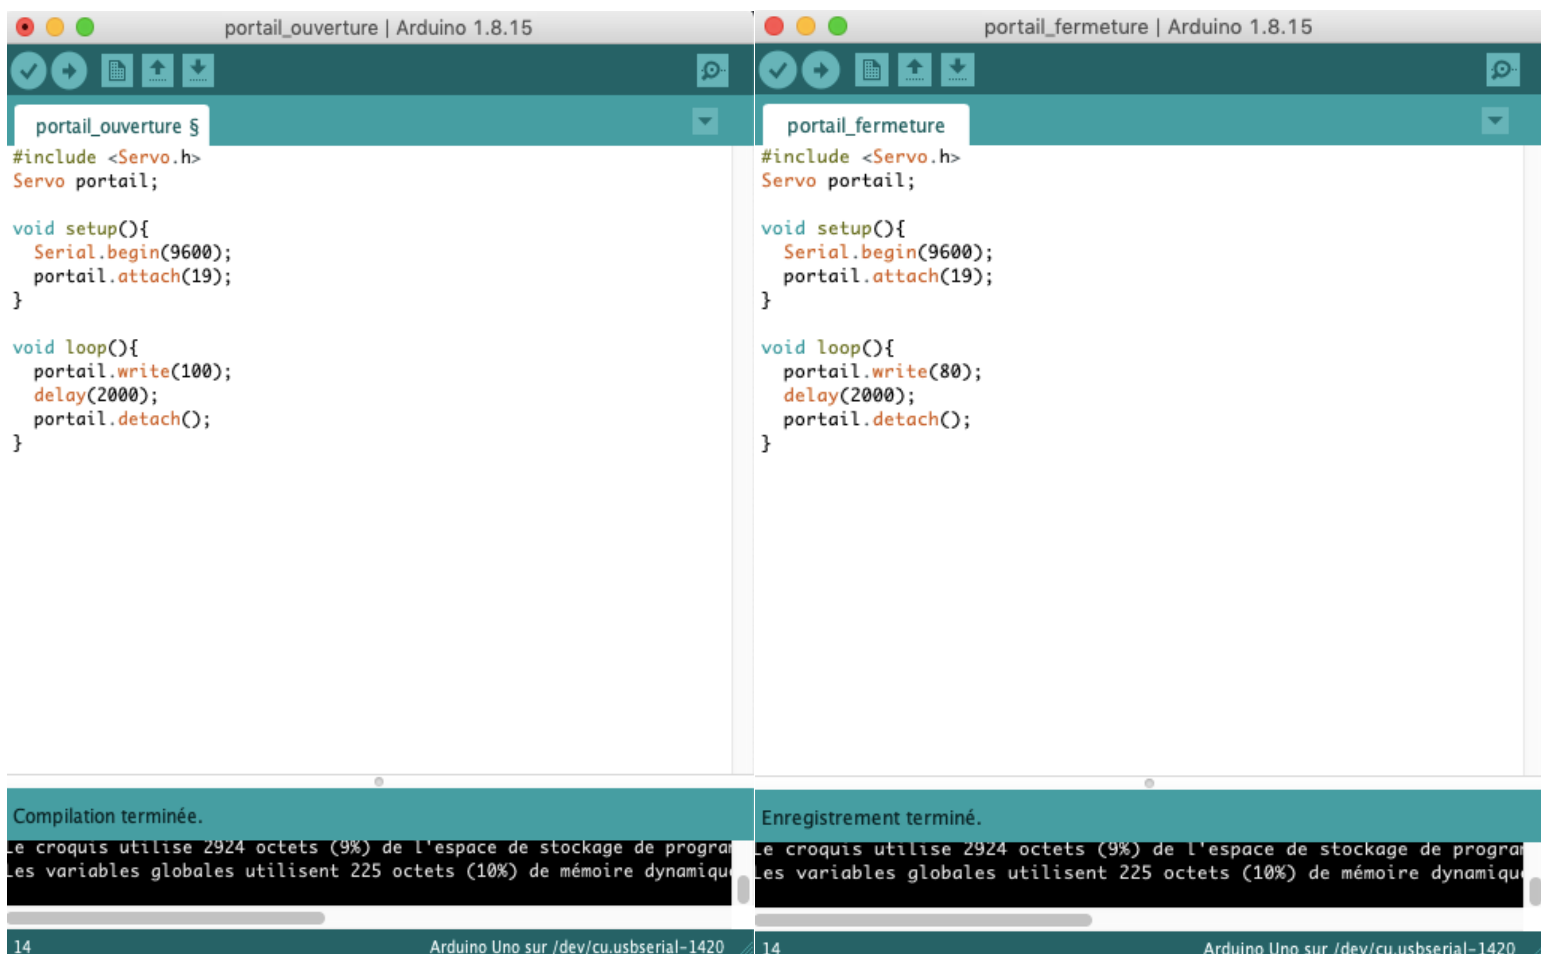 portail_ouverture | Arduino 1.8.15
portail_ouverture §
#include <Servo.h>
Servo portail;
void setup(){
Serial.begin(9600);
portail.attach(19);
}
void loop(){
portail.write(100);
delay(2000);
portail.detach();
}
Compilation terminée.
Le croquis utilise 2924 octets (9%) de l'espace de stockage de
Les variables globales utilisent 225 octets (10%) de mémoire
14
Arduino Uno sur /dev/cu.usbserial-1420
portail_fermeture | Arduino 1.8.15
portail_fermeture
#include <Servo.h>
Servo portail;
void setup(){
Serial.begin(9600);
portail.attach(19);
}
void loop(){
portail.write(80);
delay(2000);
portail.detach();
}
Enregistrement terminé.
Le croquis utilise 2924 octets (9%) de l'espace de stockage de
Les variables globales utilisent 225 octets (10%) de mémoire
14
Arduino Uno sur /dev/cu.usbserial-1420